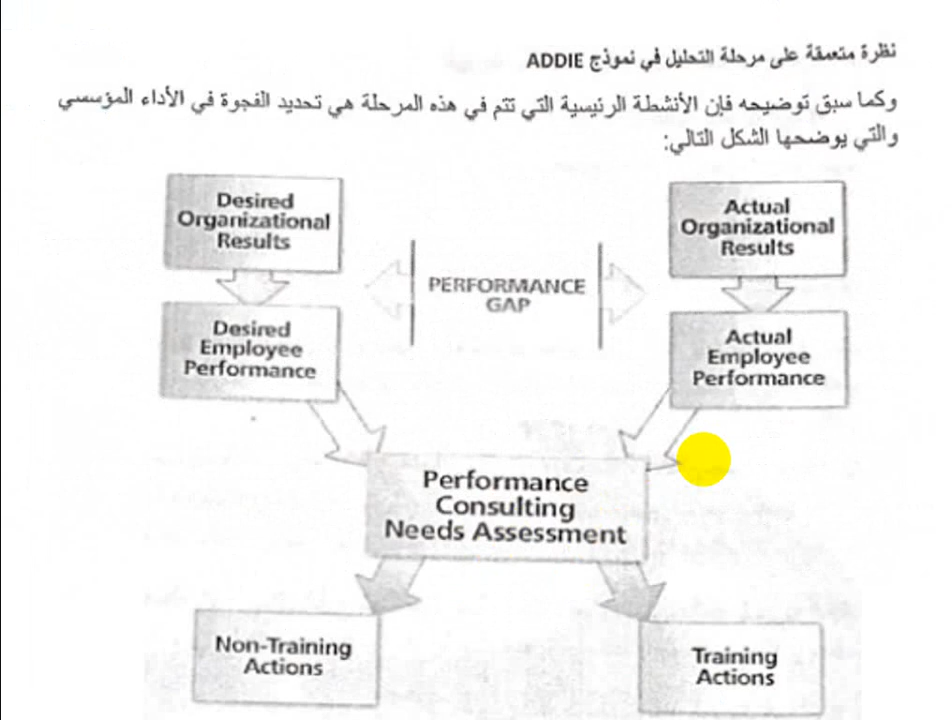 نظرة متعمقة على مرحلة التحليل في نموذج ADDIE
وكما سبق توضيحه فإن الأنشطة الرئيسية التي تتم في هذه المرحلة هي تحديد الفجوة في الأداء المؤسسي
والتي يوضحها الشكل التالي:
Desired
Organizational
Results
Actual
Organizational
Results
PERFORMANCE
GAP
Desired
Employee
Performance
Actual
Employee
Performance
Performance
Consulting
Needs Assessment
Non-Training
Actions
Training
Actions